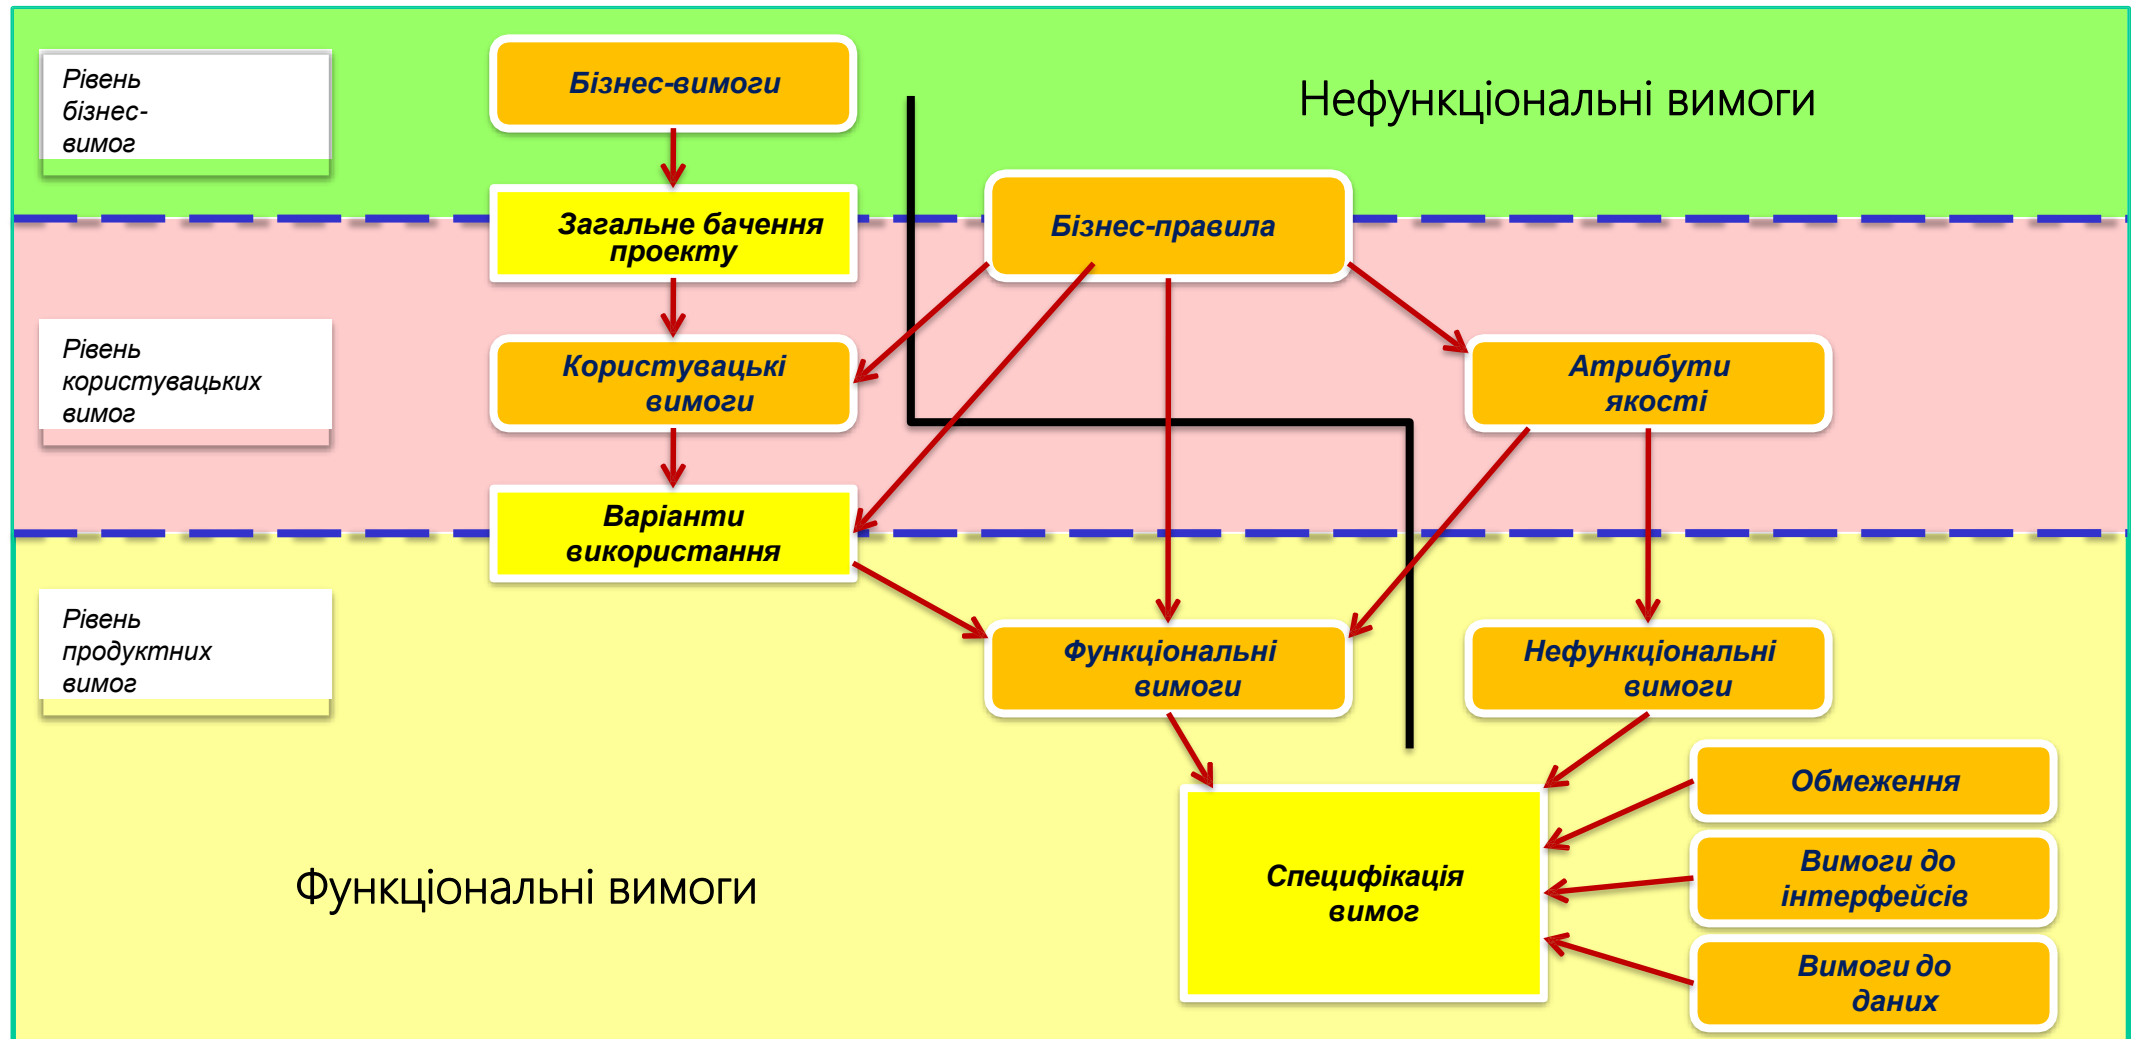 Рівень
бізнес-
вимог
Бізнес-вимоги
Нефункціональні вимоги
Загальне бачення
проекту
Бізнес-правила
Рівень
користувацьких
вимог
Користувацькі
вимоги
Атрибути
якості
Варіанти
використання
Рівень
продуктних
вимог
Функціональні
вимоги
Нефункціональні
вимоги
Обмеження
Вимоги до
інтерфейсів
Вимоги до
даних
Специфікація
вимог
Функціональні вимоги